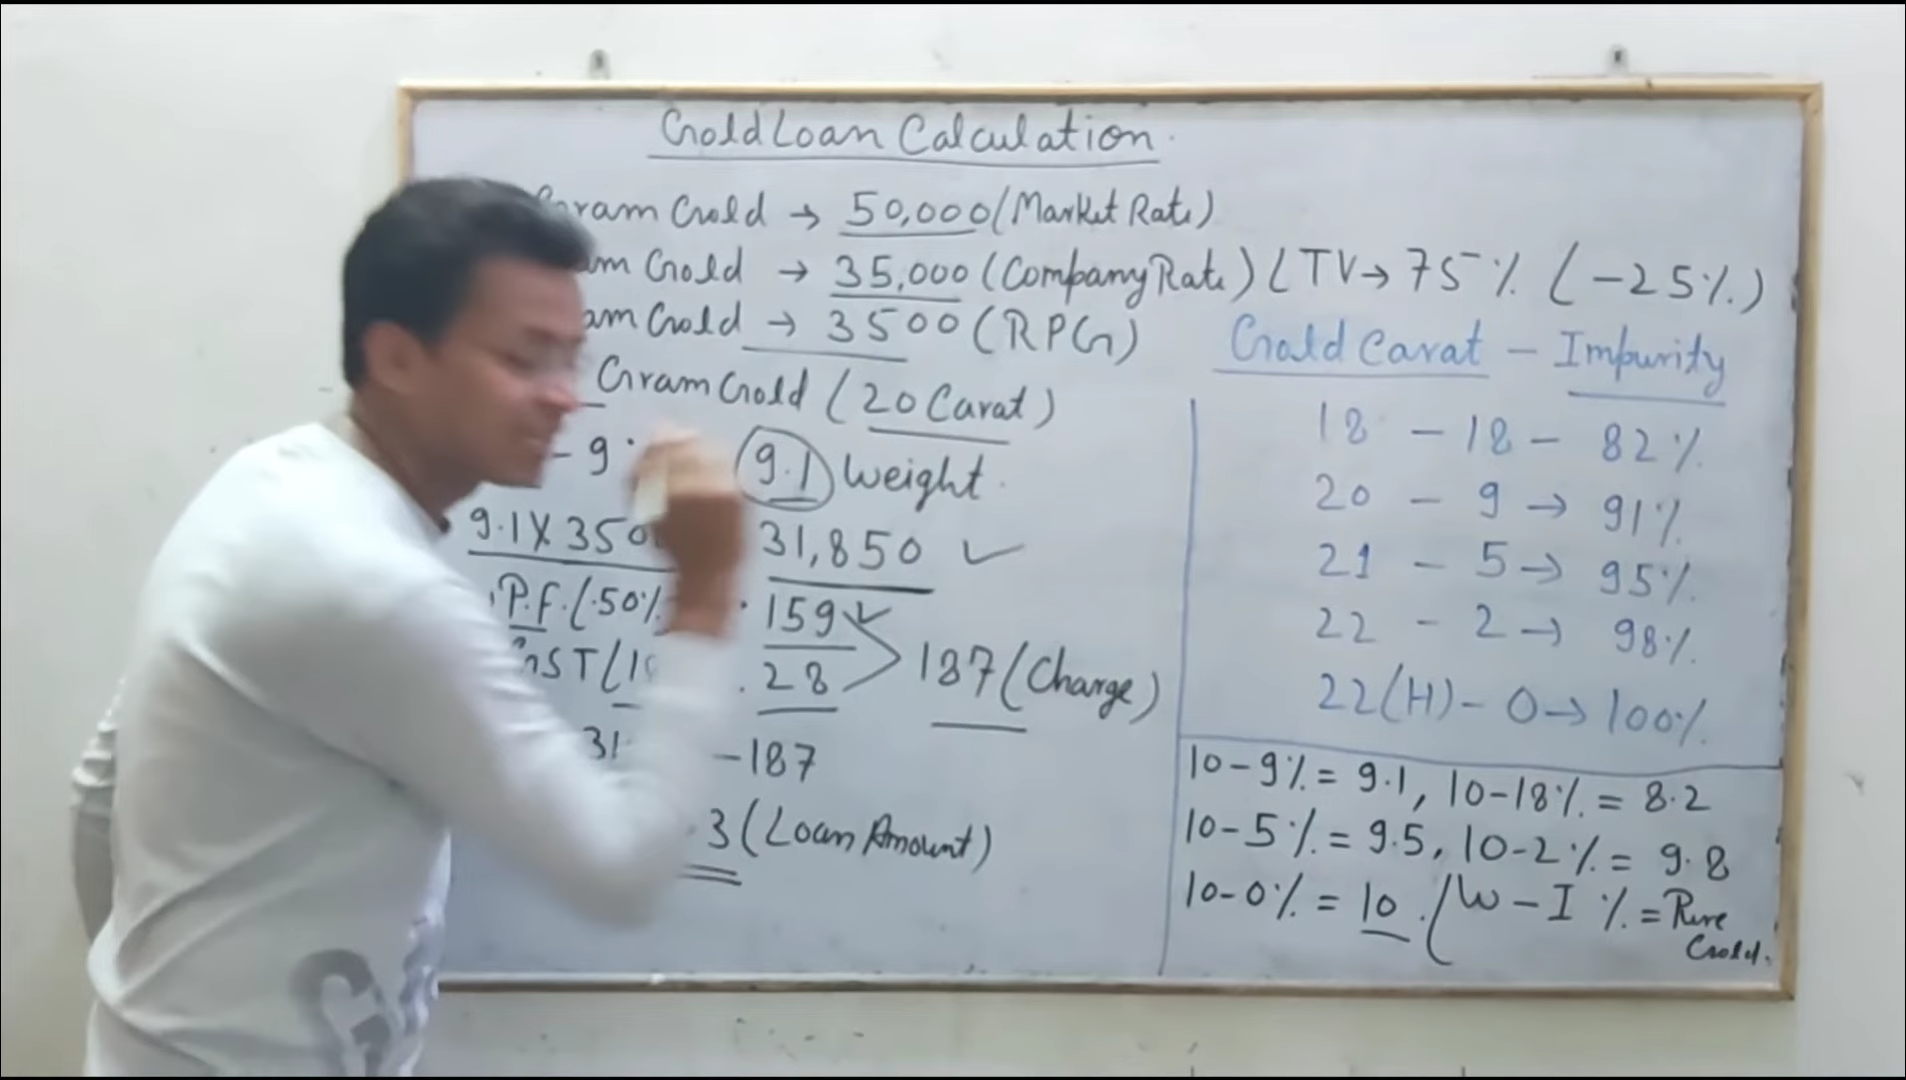 Gold Loan Calculation
Gram Gold → 50,000 (Market Rate)
Gold → 35,000 (Company Rate) LTV → 75% (-25%)
Gold → 3500 (RPG)
Gram Gold (20 Carat)
- 9 9.1 Weight
9.1 X 350 31,850 ✓
P.F. (.50% 159 ✓
28 187 (Charge)
31 -187
3 (Loan Amount)
Gold Carat - Impurity
18 - 18 - 82%
20 - 9 → 91%
21 - 5 → 95%
22 - 2 → 98%
22(H) - 0 → 100%
10-9% = 9.1, 10-18% = 8.2
10-5% = 9.5, 10-2% = 9.8
10-0% = 10. (W - I % = Pure
Gold.